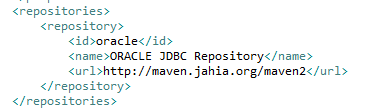 <repositories>
<repository>
<id>oracle</id>
<name>ORACLE JDBC Repository</name>
<url>http://maven.jahia.org/maven2</url>
</repository>
</repositories>